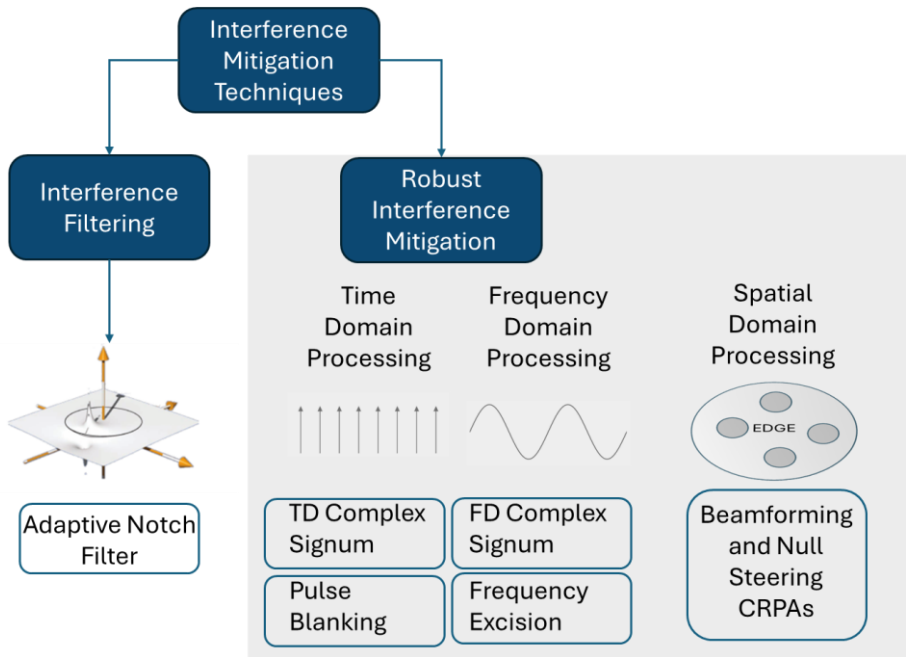 Interference
Mitigation
Techniques
Interference
Filtering
Robust
Interference
Mitigation
Time
Domain
Processing
Frequency
Domain
Processing
Spatial
Domain
Processing
EDGE
Adaptive Notch
Filter
TD Complex
Signum
FD Complex
Signum
Pulse
Blanking
Frequency
Excision
Beamforming
and Null
Steering
CRPAs